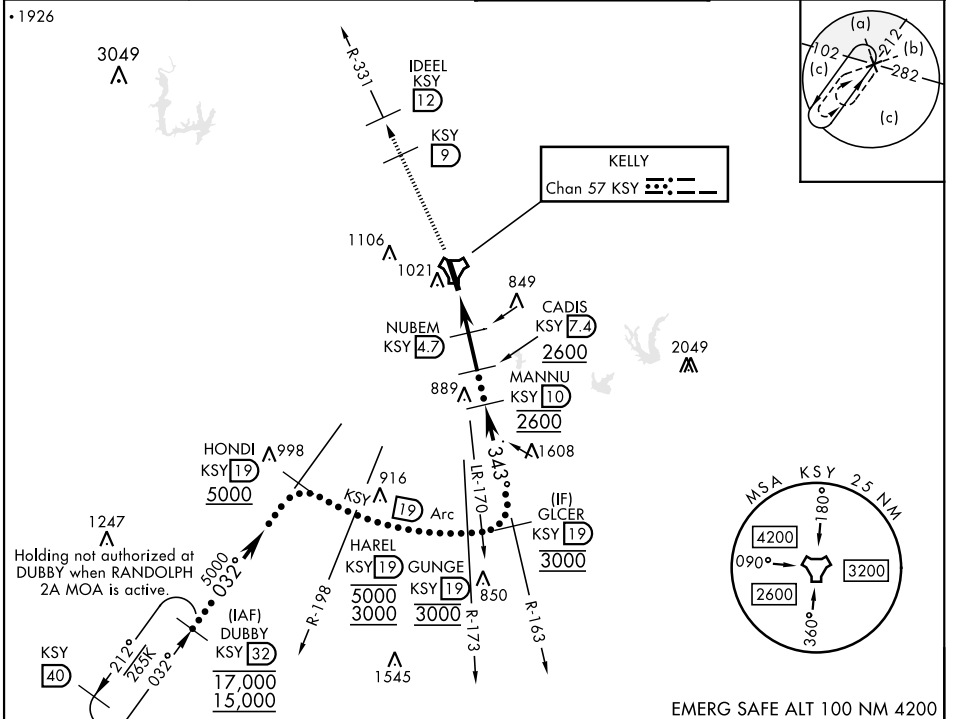 1926
3049
(a)
212
102
(b)
(c)
282
(c)
R-331
IDEEL
KSY
12
KSY
9
KELLY
Chan 57 KSY
1106
1021
849
CADIS
KSY 7.4
2600
NUBEM
KSY 4.7
2049
889
MANNU
KSY 10
2600
HONDI
KSY 19
5000
998
1608
343°
LR-170
916
KSY 19 Arc
(IF)
GLCER
KSY 19
3000
MSA KSY 25 NM
180°
4200
090°
3200
2600
360°
1247
Holding not authorized at
DUBBY when RANDOLPH
2A MOA is active.
5000
032°
HAREL
KSY 19
5000
3000
GUNGE
KSY 19
3000
850
R-198
R-173
R-163
(IAF)
DUBBY
KSY 32
17,000
15,000
KSY
40
212°
265K
032°
1545
EMERG SAFE ALT 100 NM 4200